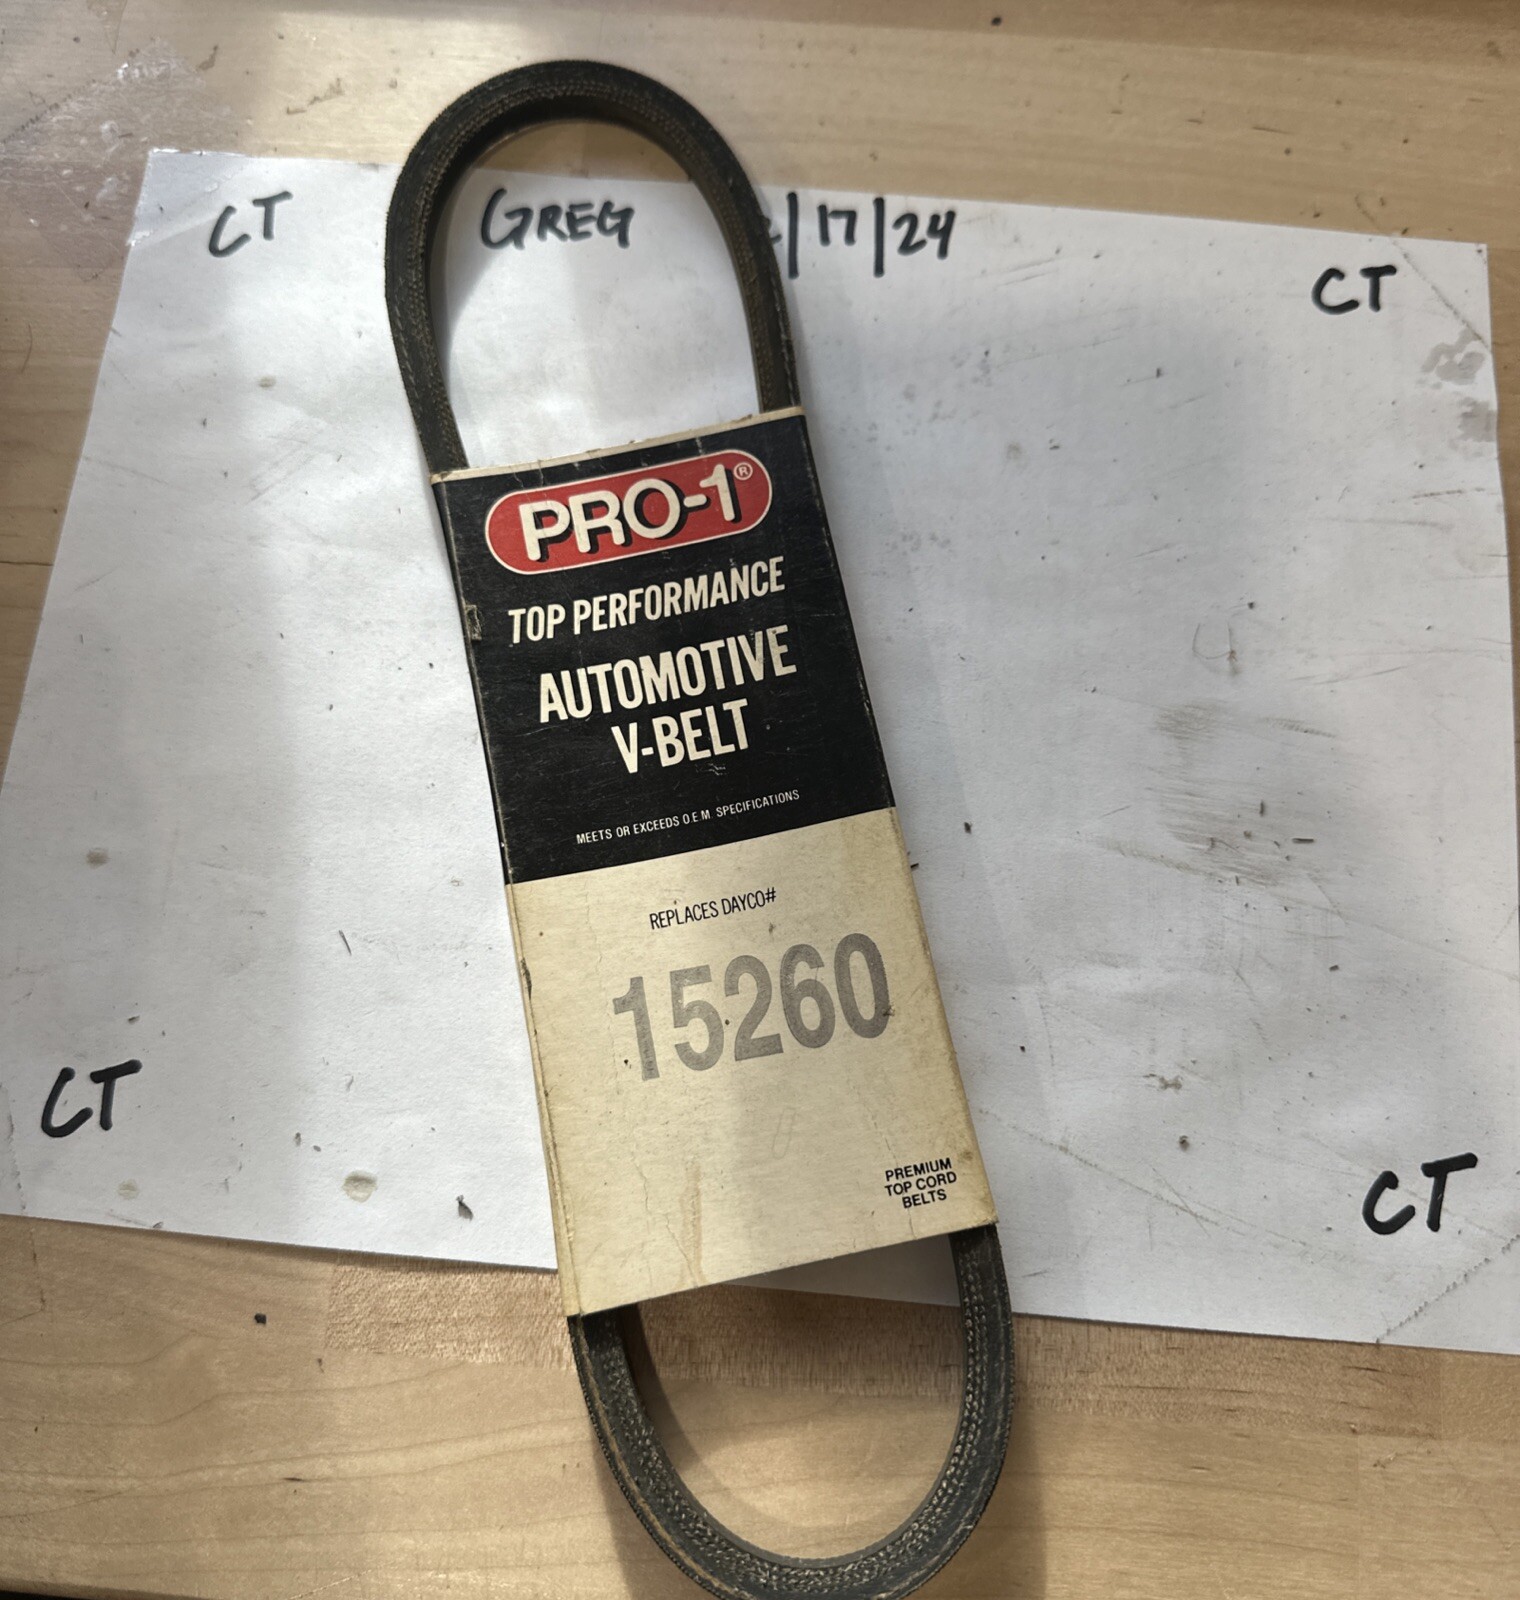 CT GREG /17/24
CT
PRO-1®
TOP PERFORMANCE
AUTOMOTIVE
V-BELT
MEETS OR EXCEEDS O.E.M. SPECIFICATIONS
REPLACES DAYCO#
15260
PREMIUM
TOP CORD
BELTS
CT
CT